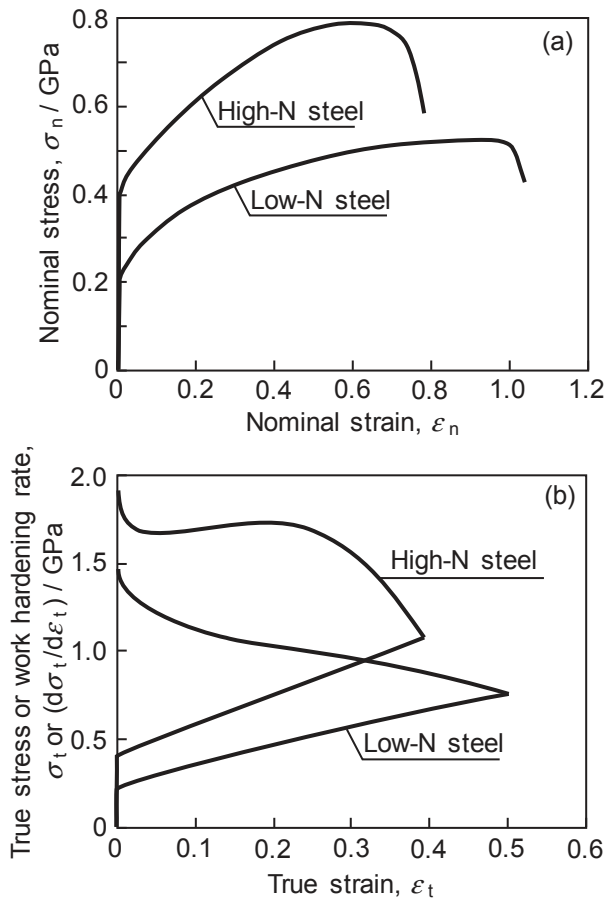 (a)
Nominal stress, σn / GPa
0.8
0.6
0.4
0.2
0
High-N steel
Low-N steel
0 0.2 0.4 0.6 0.8 1.0 1.2
Nominal strain, εn
(b)
True stress or work hardening rate,
σt or (dσt/dεt) / GPa
2.0
1.5
1.0
0.5
0
High-N steel
Low-N steel
0 0.1 0.2 0.3 0.4 0.5 0.6
True strain, εt